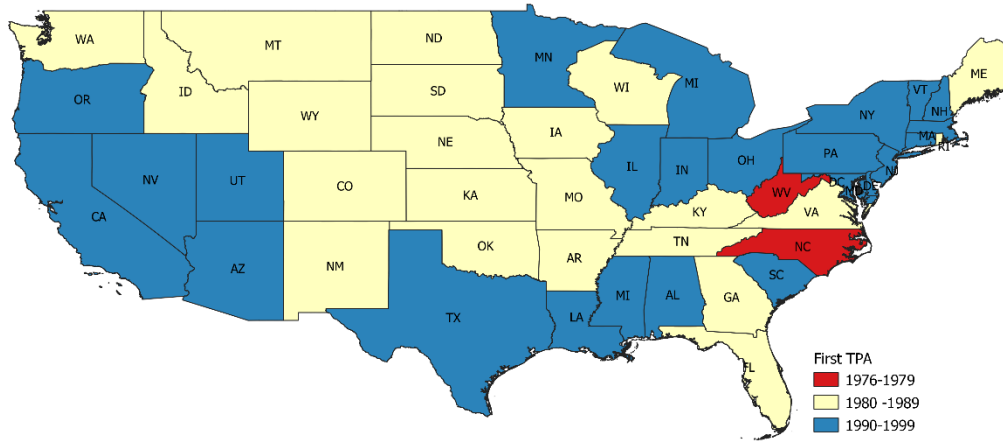 WA
MT
ND
MN
ME
OR
ID
SD
WI
MI
VT
NH
NY
WY
MA
RI
IA
NE
PA
NV
UT
IL
IN
OH
NJ
DC
DE
CO
CA
KA
MO
WV
KY
VA
OK
TN
NC
AZ
NM
AR
SC
MI
AL
GA
TX
LA
FL
First TPA
1976-1979
1980 -1989
1990-1999